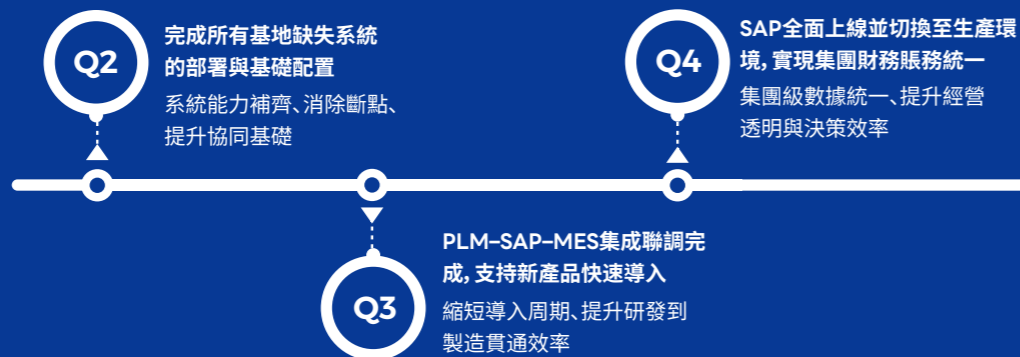 Q2
完成所有基地缺失系統
的部署與基礎配置
系統能力補齊、消除斷點、
提升協同基礎
Q3
PLM–SAP–MES集成聯調完
成,支持新產品快速導入
縮短導入周期、提升研發到
製造貫通效率
Q4
SAP全面上線並切換至生產環
境,實現集團財務賬務統一
集團級數據統一、提升經營
透明與決策效率